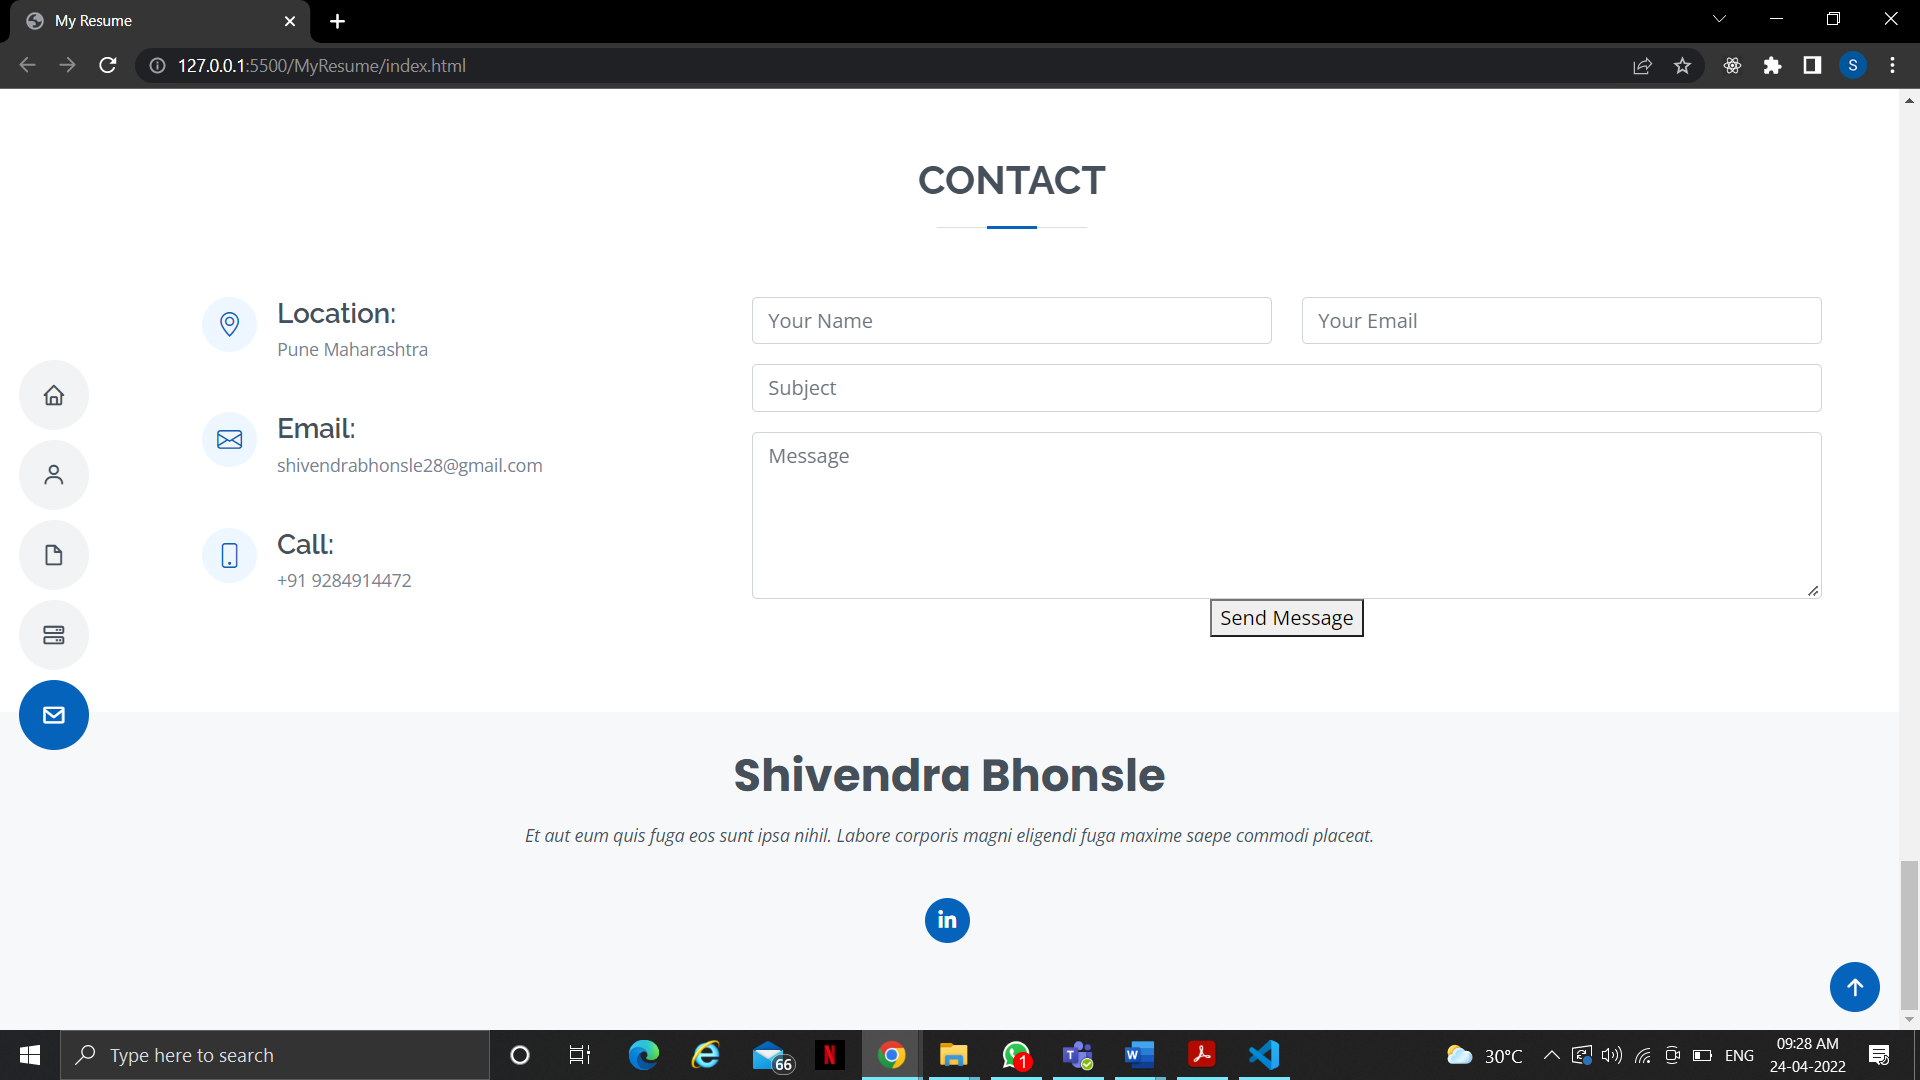 My Resume
127.0.0.1:5500/MyResume/index.html
S
CONTACT
Location:
Pune Maharashtra
Email:
shivendrabhonsle28@gmail.com
Call:
+91 9284914472
Your Name
Your Email
Subject
Message
Send Message
Shivendra Bhonsle
Et aut eum quis fuga eos sunt ipsa nihil. Labore corporis magni eligendi fuga maxime saepe commodi placeat.
in
Type here to search
66
N
1
T
W
30°C
ENG
09:28 AM
24-04-2022